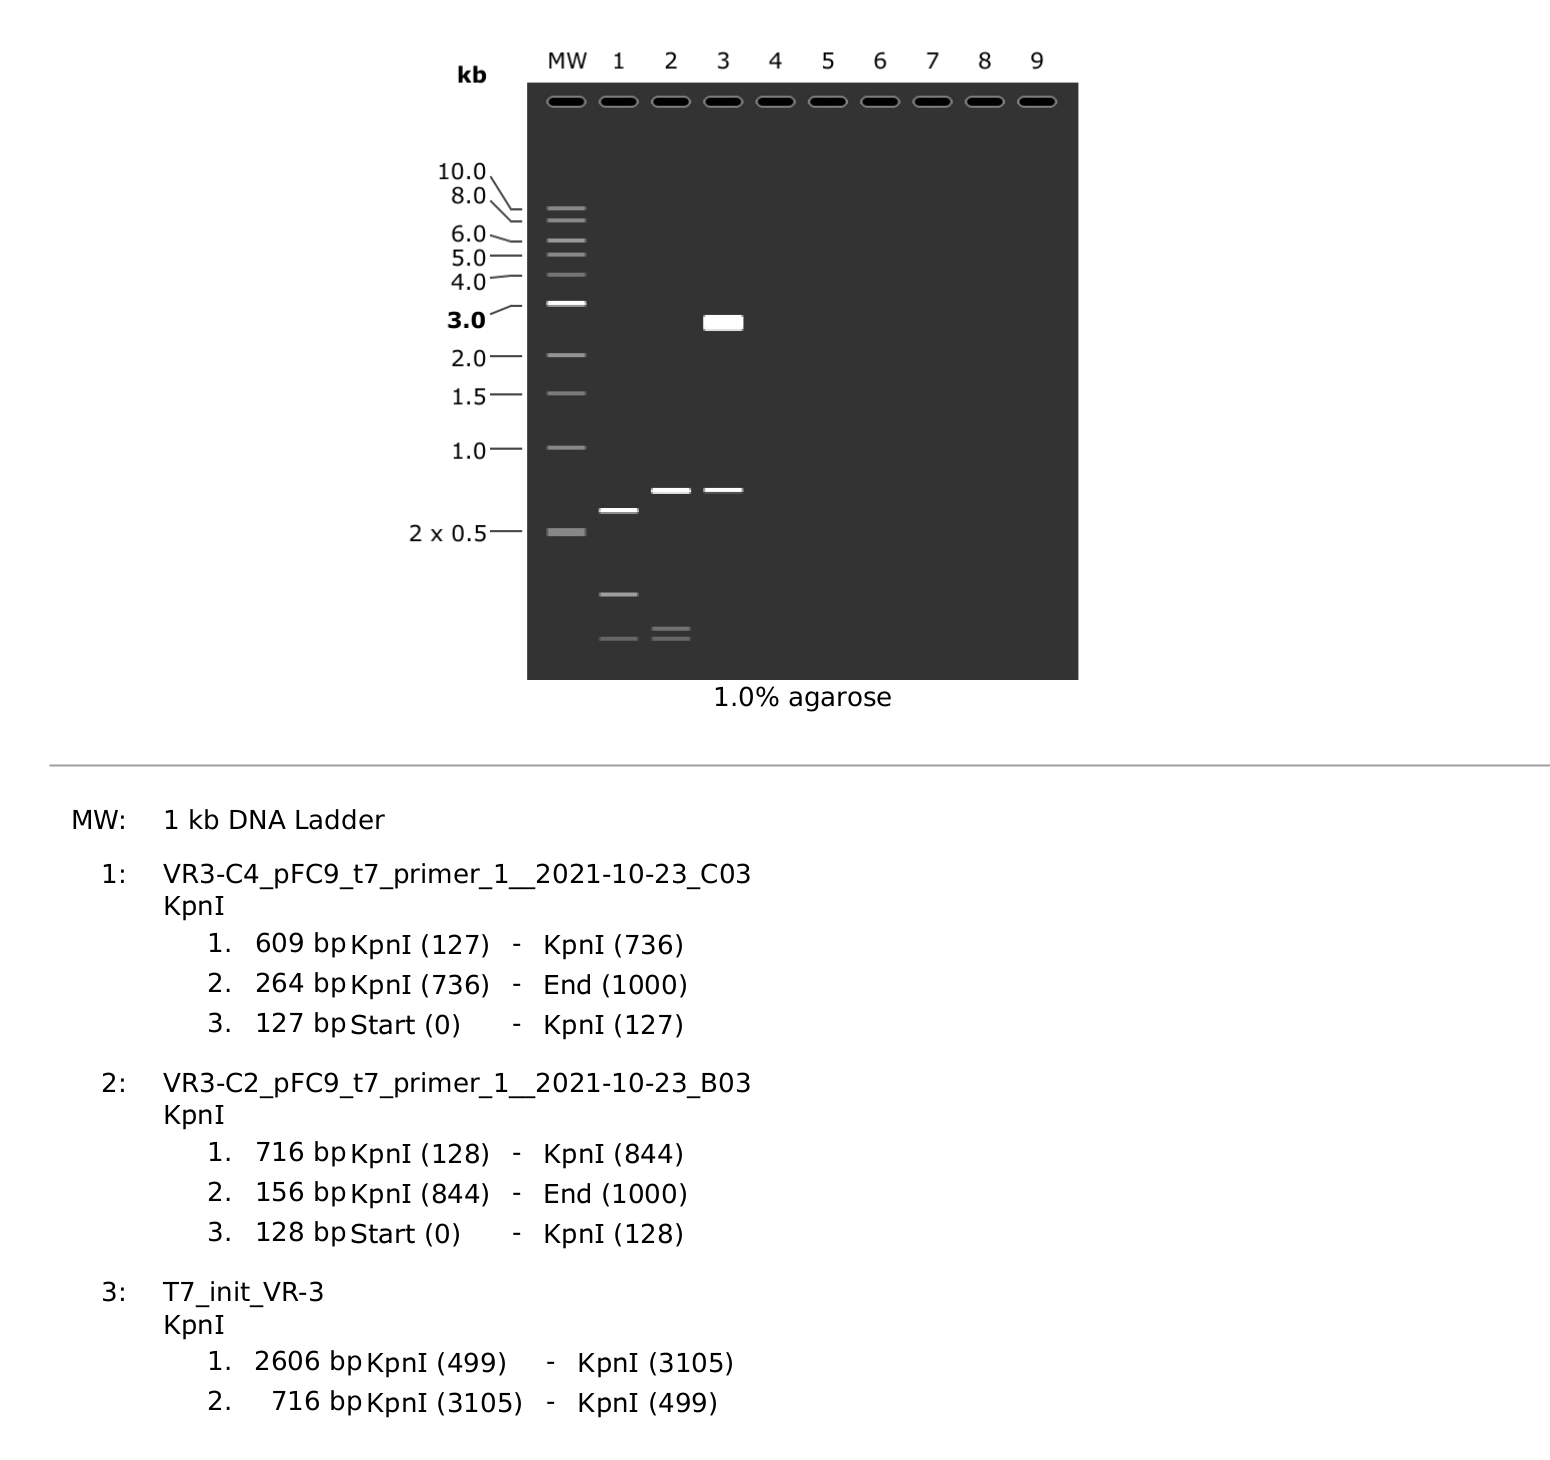 MW 1 2 3 4 5 6 7 8 9
kb
10.0
8.0
6.0
5.0
4.0
3.0
2.0
1.5
1.0
2 x 0.5
1.0% agarose
MW: 1 kb DNA Ladder
1: VR3-C4_pFC9_t7_primer_1__2021-10-23_C03
KpnI
1. 609 bp KpnI (127) - KpnI (736)
2. 264 bp KpnI (736) - End (1000)
3. 127 bp Start (0) - KpnI (127)
2: VR3-C2_pFC9_t7_primer_1__2021-10-23_B03
KpnI
1. 716 bp KpnI (128) - KpnI (844)
2. 156 bp KpnI (844) - End (1000)
3. 128 bp Start (0) - KpnI (128)
3: T7_init_VR-3
KpnI
1. 2606 bp KpnI (499) - KpnI (3105)
2. 716 bp KpnI (3105) - KpnI (499)